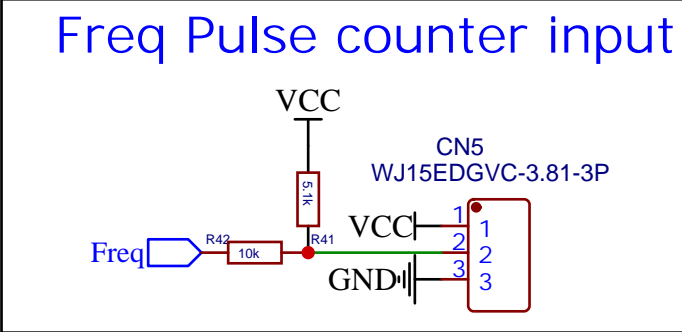 Freq Pulse counter input
VCC
CN5
WJ15EDGVC-3.81-3P
5.1k
VCC 1 1
R42 R41
Freq 10k 2 2
GND 3 3